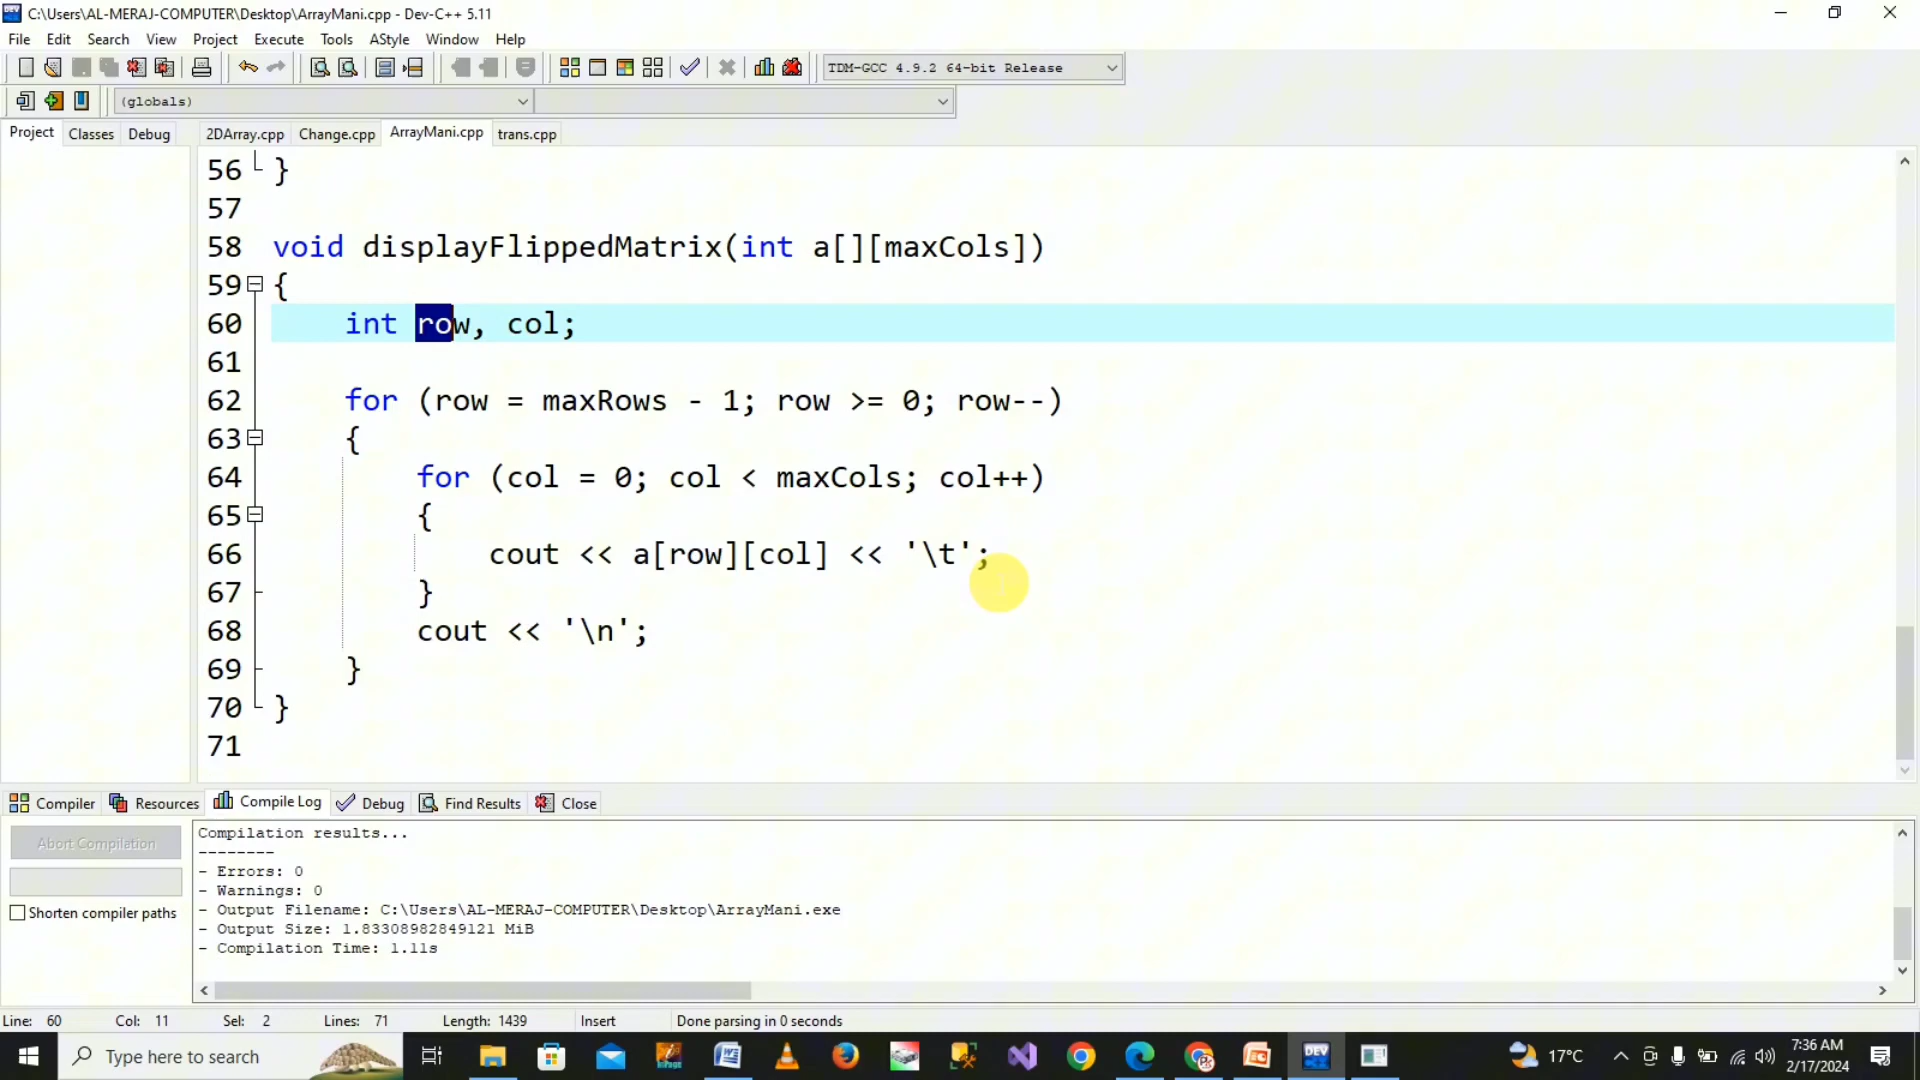 C:\Users\AL-MERAJ-COMPUTER\Desktop\ArrayMani.cpp - Dev-C++ 5.11
File Edit Search View Project Execute Tools AStyle Window Help
TDM-GCC 4.9.2 64-bit Release
(globals)
Project Classes Debug 2DArray.cpp Change.cpp ArrayMani.cpp trans.cpp
56 }
57
58 void displayFlippedMatrix(int a[][maxCols])
59 {
60 int row, col;
61
62 for (row = maxRows - 1; row >= 0; row--)
63 {
64 for (col = 0; col < maxCols; col++)
65 {
66 cout << a[row][col] << '\t';
67 }
68 cout << '\n';
69 }
70 }
71
Compiler Resources Compile Log Debug Find Results Close
Abort Compilation
Shorten compiler paths
Compilation results...
--------
- Errors: 0
- Warnings: 0
- Output Filename: C:\Users\AL-MERAJ-COMPUTER\Desktop\ArrayMani.exe
- Output Size: 1.83308982849121 MiB
- Compilation Time: 1.11s
Line: 60 Col: 11 Sel: 2 Lines: 71 Length: 1439 Insert Done parsing in 0 seconds
Type here to search
17°C
7:36 AM
2/17/2024